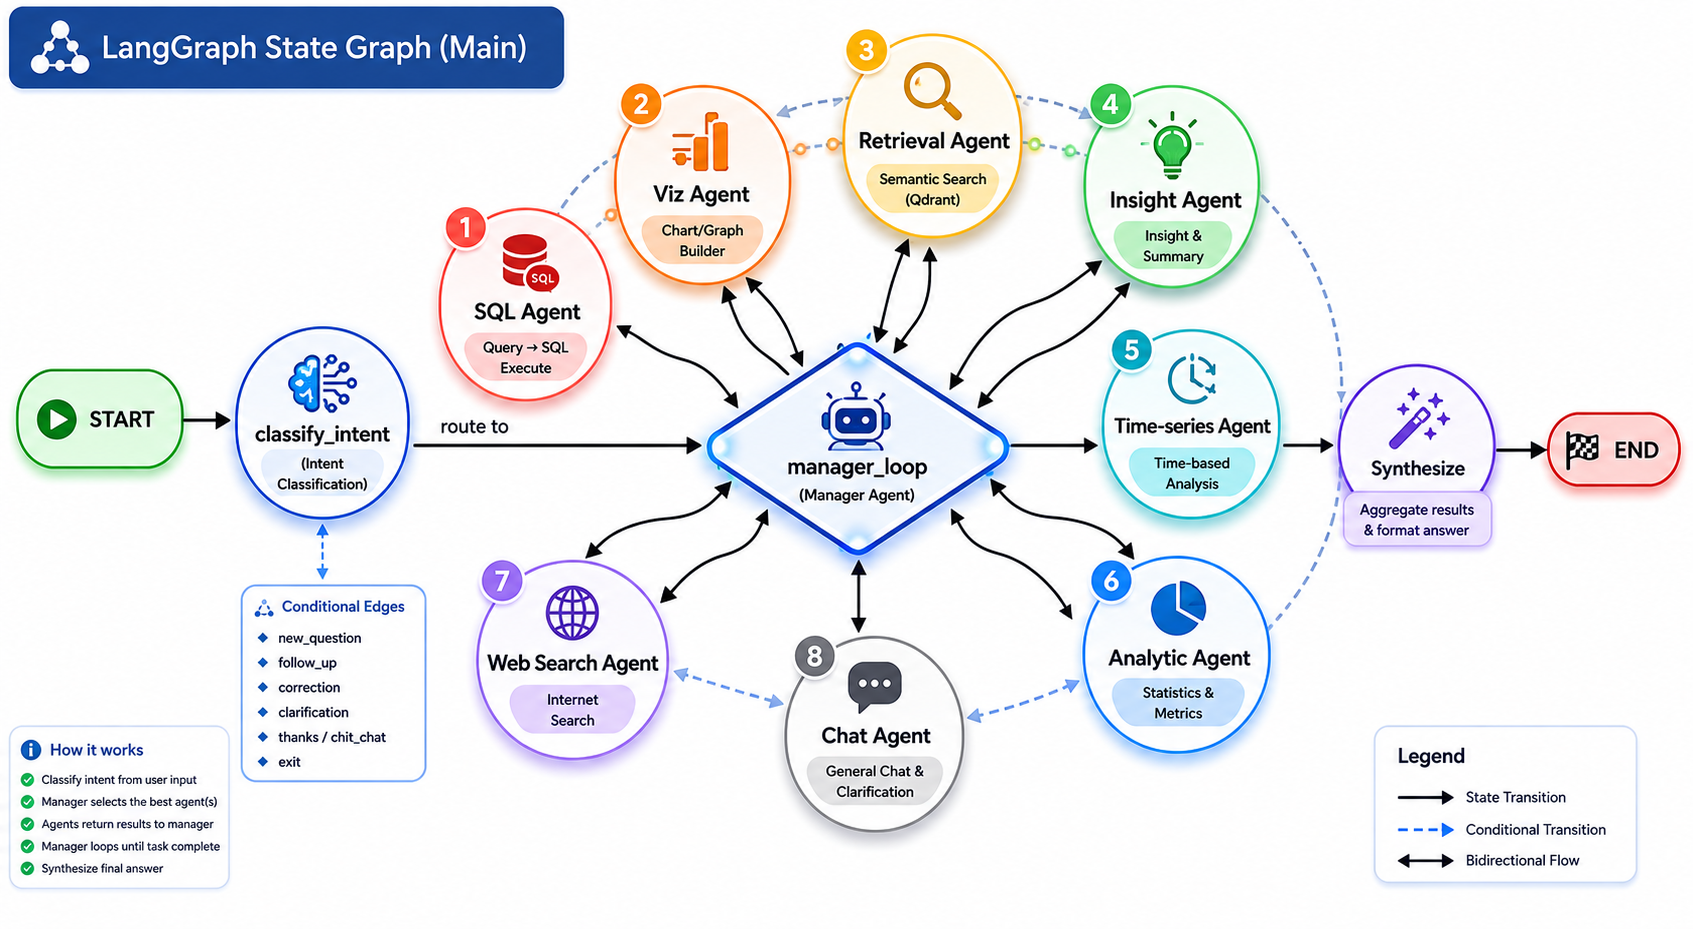 LangGraph State Graph (Main)
START
classify_intent
(Intent
Classification)
route to
1
SQL
SQL Agent
Query → SQL
Execute
2
Viz Agent
Chart/Graph
Builder
3
Retrieval Agent
Semantic Search
(Qdrant)
4
Insight Agent
Insight &
Summary
5
Time-series Agent
Time-based
Analysis
manager_loop
(Manager Agent)
Synthesize
Aggregate results
& format answer
END
6
Analytic Agent
Statistics &
Metrics
7
Web Search Agent
Internet
Search
8
Chat Agent
General Chat &
Clarification
Conditional Edges
new_question
follow_up
correction
clarification
thanks / chit_chat
exit
How it works
Classify intent from user input
Manager selects the best agent(s)
Agents return results to manager
Manager loops until task complete
Synthesize final answer
Legend
State Transition
Conditional Transition
Bidirectional Flow